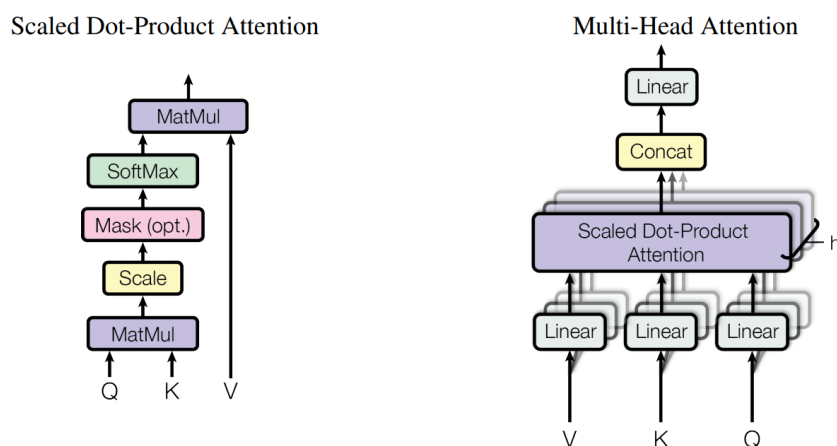 Scaled Dot-Product Attention
MatMul
SoftMax
Mask (opt.)
Scale
MatMul
Q K V
Multi-Head Attention
Linear
Concat
Scaled Dot-Product
Attention
h
Linear Linear Linear
V K Q